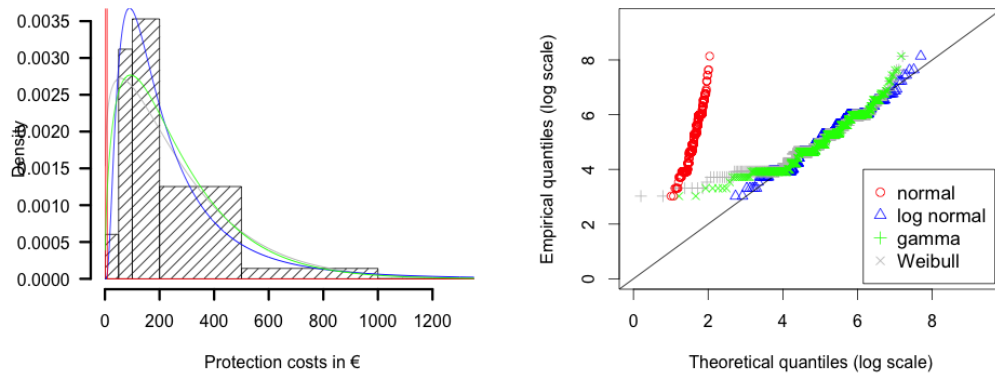 0.0035
0.0030
0.0025
0.0020
0.0015
0.0010
0.0005
0.0000
Density
0 200 400 600 800 1000 1200
Protection costs in €
8
6
4
2
0
Empirical quantiles (log scale)
normal
log normal
gamma
Weibull
0 2 4 6 8
Theoretical quantiles (log scale)